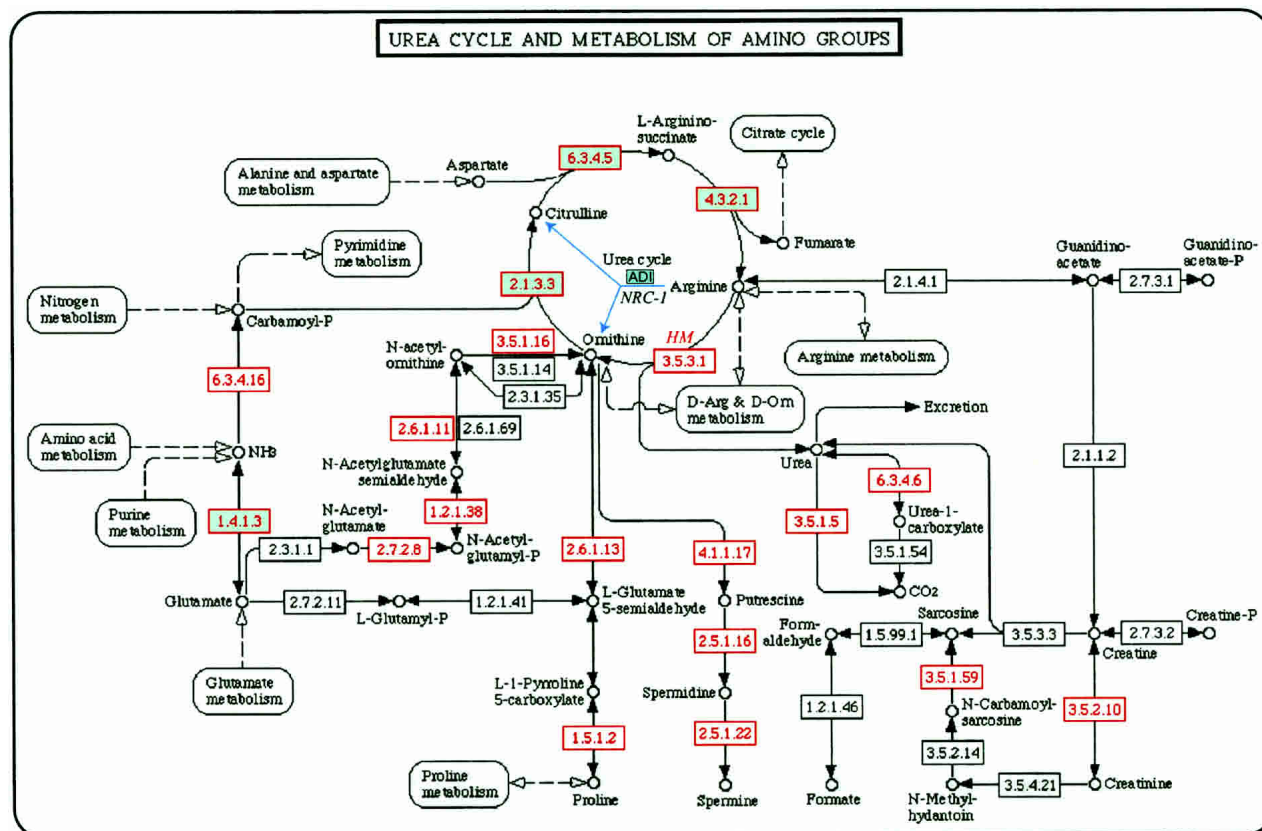 UREA CYCLE AND METABOLISM OF AMINO GROUPS
L-Arginino-
succinate
Citrate cycle
6.3.4.5
Aspartate
Alanine and aspartate
metabolism
4.3.2.1
Citrulline
Fumarate
Pyrimidine
metabolism
Urea cycle
ADI
NRC-1
Arginine
Guanidino-
acetate
Guanidino-
acetate-P
2.1.3.3
2.1.4.1
2.7.3.1
Nitrogen
metabolism
Carbamoyl-P
Ornithine
HM
3.5.3.1
Arginine metabolism
N-acetyl-
ornithine
3.5.1.16
3.5.1.14
2.3.1.35
6.3.4.16
D-Arg & D-Orn
metabolism
Excretion
2.6.1.11
2.6.1.69
Amino acid
metabolism
NH3
Urea
2.1.1.2
N-Acetylglutamate
semialdehyde
6.3.4.6
Purine
metabolism
1.4.1.3
N-Acetyl-
glutamate
1.2.1.38
3.5.1.5
Urea-1-
carboxylate
2.3.1.1
2.7.2.8
N-Acetyl-
glutamyl-P
2.6.1.13
4.1.1.17
3.5.1.54
CO2
Glutamate
2.7.2.11
L-Glutamyl-P
1.2.1.41
L-Glutamate
5-semialdehyde
Putrescine
Form-
aldehyde
1.5.99.1
Sarcosine
3.5.3.3
Creatine
2.7.3.2
Creatine-P
2.5.1.16
Glutamate
metabolism
L-1-Pyrroline
5-carboxylate
Spermidine
1.2.1.46
3.5.1.59
N-Carbamoyl-
sarcosine
3.5.2.10
1.5.1.2
2.5.1.22
3.5.2.14
Proline
metabolism
Proline
Spermine
Formate
N-Methyl-
hydantoin
3.5.4.21
Creatinine